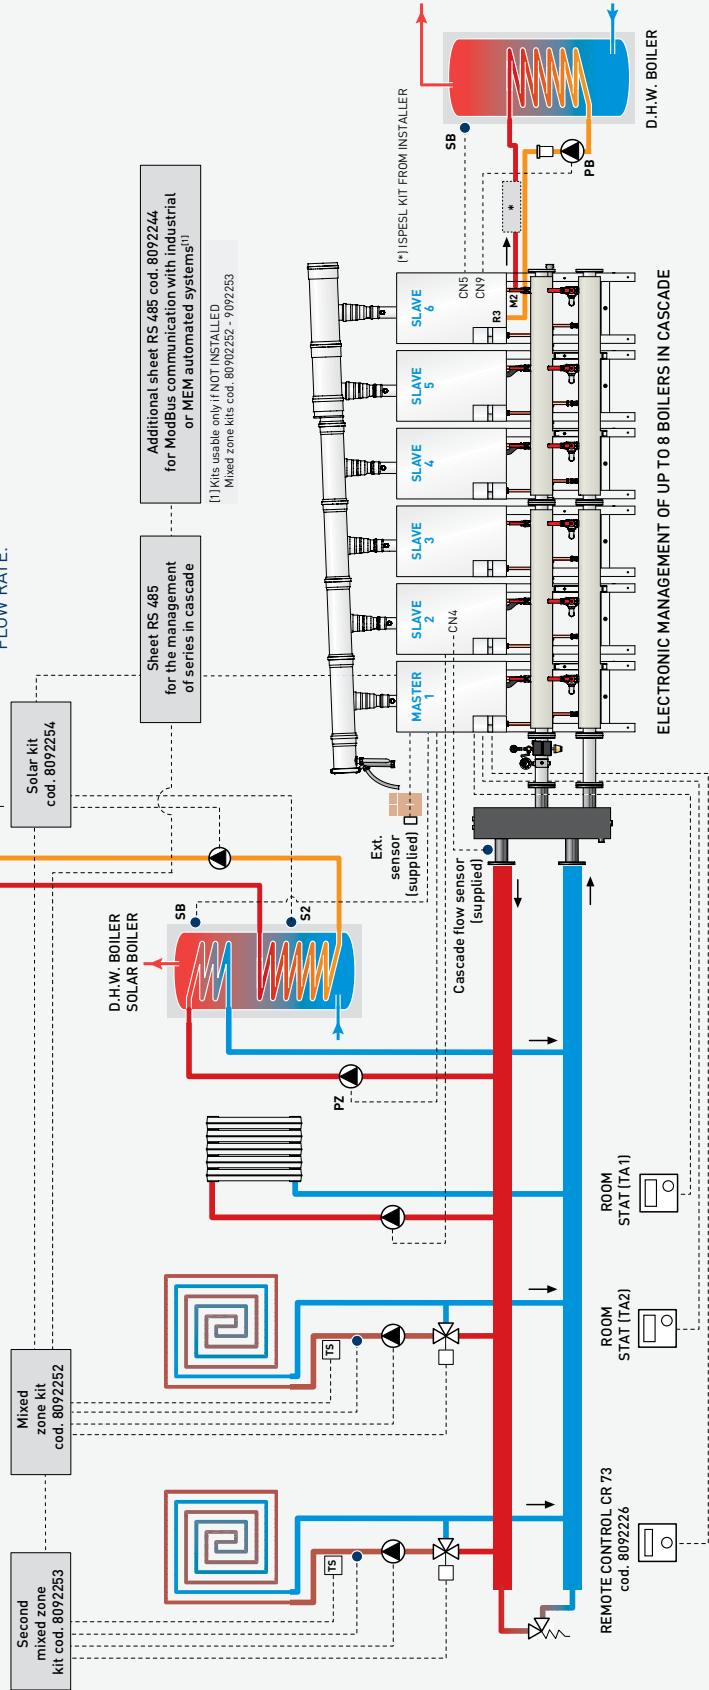 FLOW RATE.
Second
mixed zone
kit cod. 8092253
Mixed
zone kit
cod. 8092252
Solar kit
cod. 8092254
Sheet RS 485
for the management
of series in cascade
Additional sheet RS 485 cod. 8092244
for ModBus communication with industrial
or MEM automated systems[1]
[1] Kits usable only if NOT INSTALLED
Mixed zone kits cod. 80902252 - 9092253
D.H.W. BOILER
SOLAR BOILER
SB
S2
PZ
TS
TS
Ext.
sensor
(supplied)
Cascade flow sensor
(supplied)
MASTER
1
SLAVE
2
CN4
SLAVE
3
SLAVE
4
SLAVE
5
SLAVE
6
CN5
CN9
R3
M2
(*) ISPESL KIT FROM INSTALLER
*
SB
PB
D.H.W. BOILER
ELECTRONIC MANAGEMENT OF UP TO 8 BOILERS IN CASCADE
REMOTE CONTROL CR 73
cod. 8092226
ROOM
STAT (TA2)
ROOM
STAT (TA1)